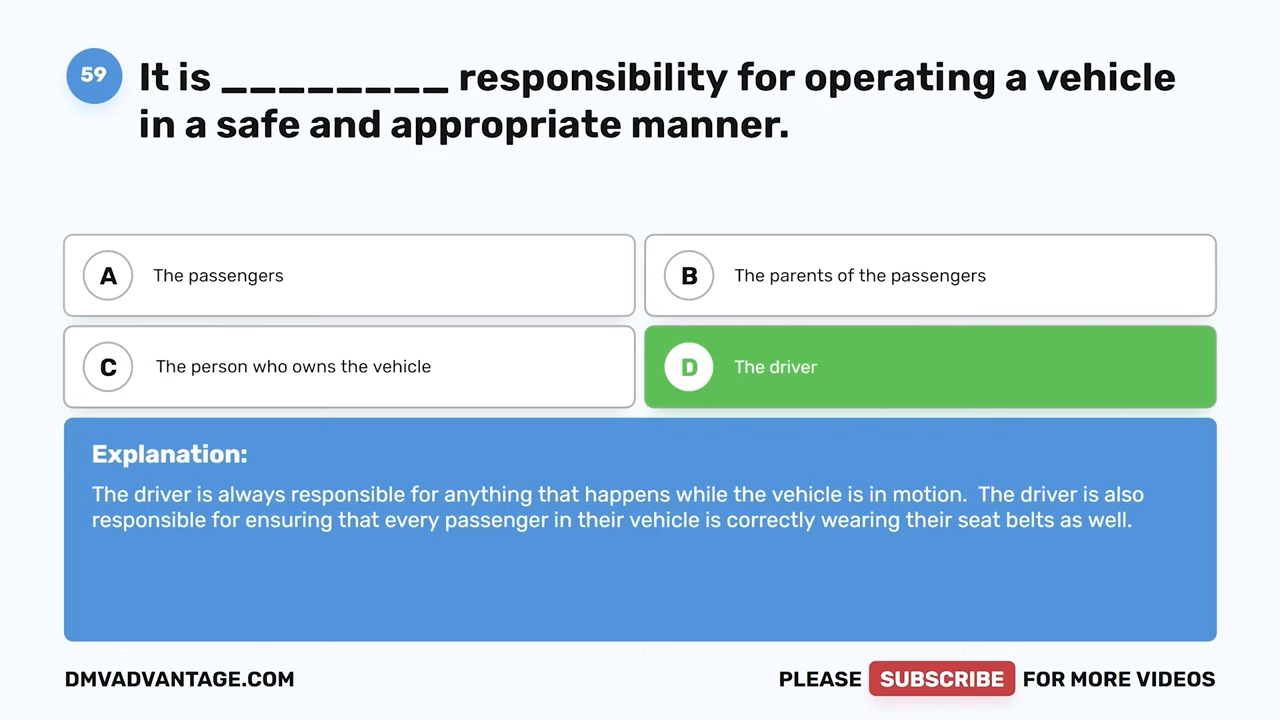 59
It is ________ responsibility for operating a vehicle
in a safe and appropriate manner.
A The passengers
B The parents of the passengers
C The person who owns the vehicle
D The driver
Explanation:
The driver is always responsible for anything that happens while the vehicle is in motion.  The driver is also
responsible for ensuring that every passenger in their vehicle is correctly wearing their seat belts as well.
DMVADVANTAGE.COM
PLEASE SUBSCRIBE FOR MORE VIDEOS